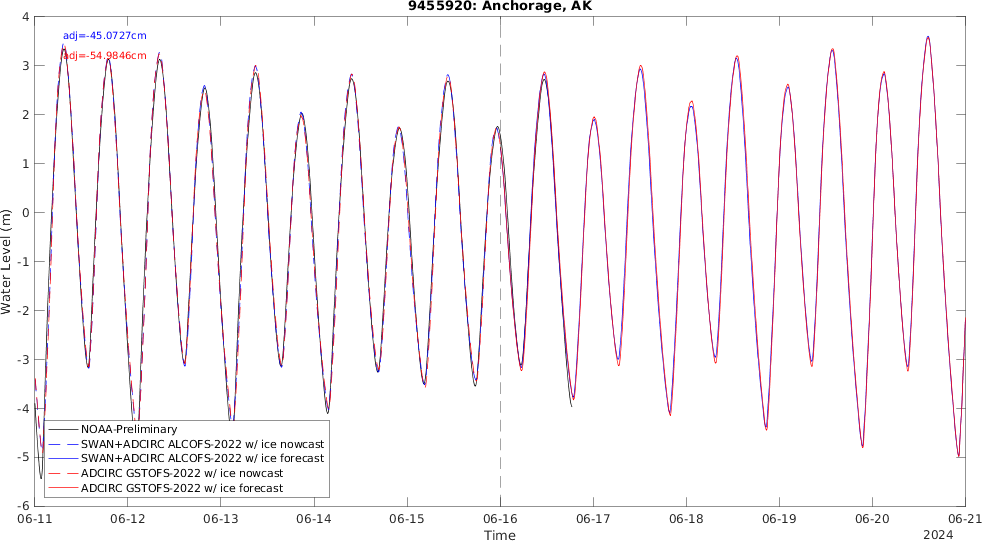 9455920: Anchorage, AK
adj=-45.0727cm
adj=-54.9846cm
4
3
2
1
0
-1
-2
-3
-4
-5
-6
Water Level (m)
NOAA-Preliminary
SWAN+ADCIRC ALCOFS-2022 w/ ice nowcast
SWAN+ADCIRC ALCOFS-2022 w/ ice forecast
ADCIRC GSTOFS-2022 w/ ice nowcast
ADCIRC GSTOFS-2022 w/ ice forecast
06-11 06-12 06-13 06-14 06-15 06-16 06-17 06-18 06-19 06-20 06-21
Time
2024